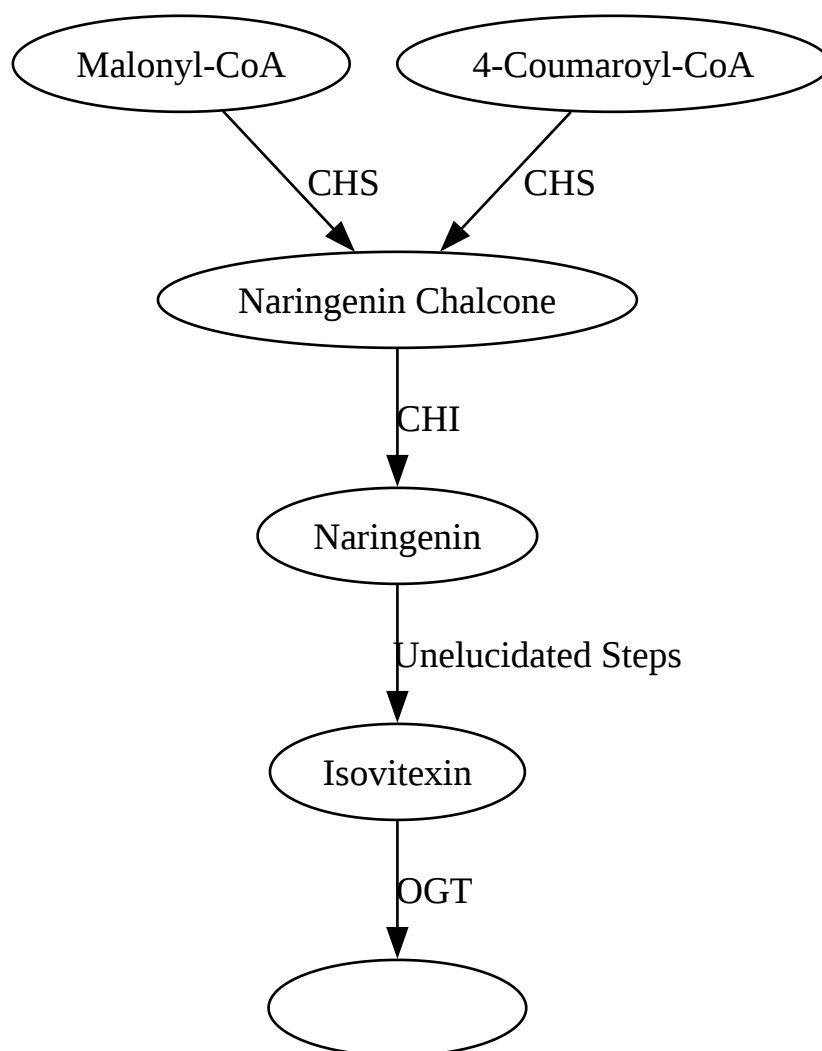 Malonyl-CoA
4-Coumaroyl-CoA
CHS
CHS
Naringenin Chalcone
CHI
Naringenin
Unelucidated Steps
Isovitexin
OGT